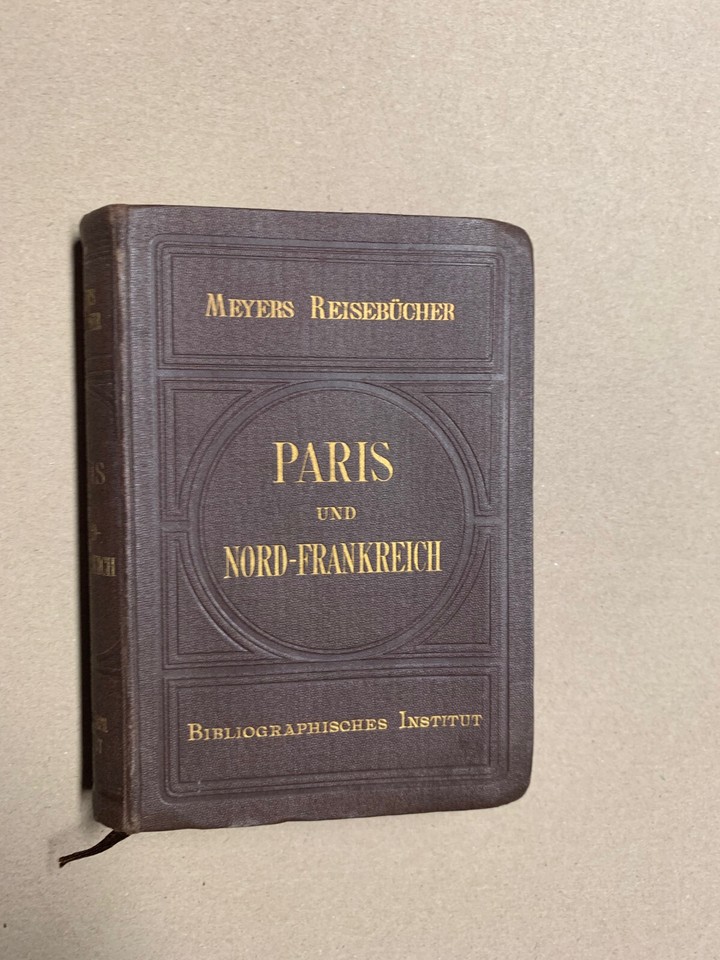 MEYERS REISEBÜCHER
PARIS
UND
NORD-FRANKREICH
BIBLIOGRAPHISCHES INSTITUT